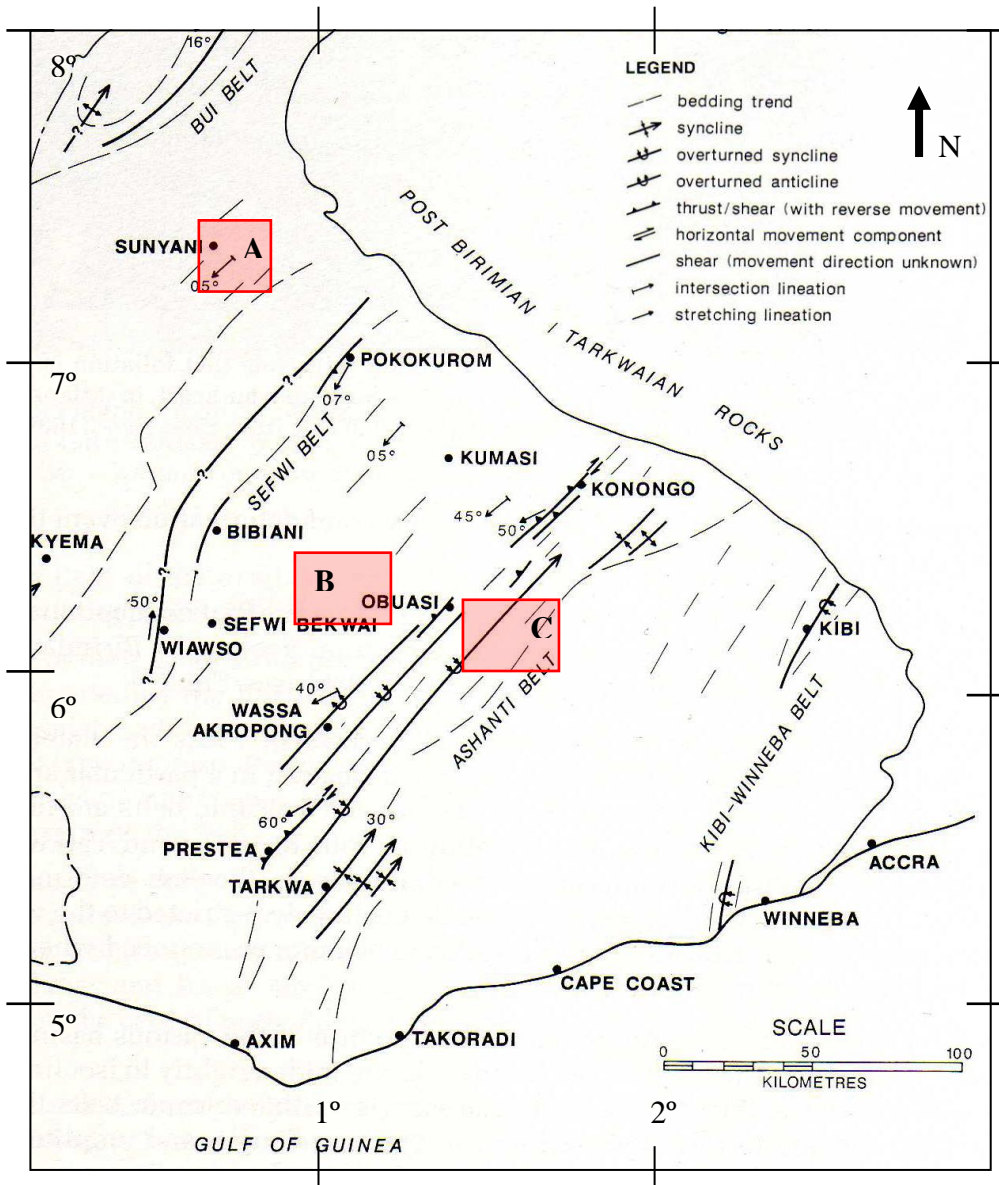 8º
16°
BUI BELT
LEGEND
bedding trend
syncline
overturned syncline
overturned anticline
thrust/shear (with reverse movement)
horizontal movement component
shear (movement direction unknown)
intersection lineation
stretching lineation
N
?
?
POST BIRIMIAN / TARKWAIAN ROCKS
SUNYANI
A
05°
7º
POKOKUROM
?
07°
SEFWI BELT
05°
KUMASI
?
KONONGO
45°
50°
BIBIANI
KYEMA
?
B
OBUASI
C
50°
SEFWI BEKWAI
WIAWSO
KIBI
?
6º
40°
WASSA
AKROPONG
ASHANTI BELT
KIBI-WINNEBA BELT
60°
30°
PRESTEA
TARKWA
ACCRA
WINNEBA
CAPE COAST
5º
AXIM
TAKORADI
SCALE
0 50 100
KILOMETRES
1º
2º
GULF OF GUINEA